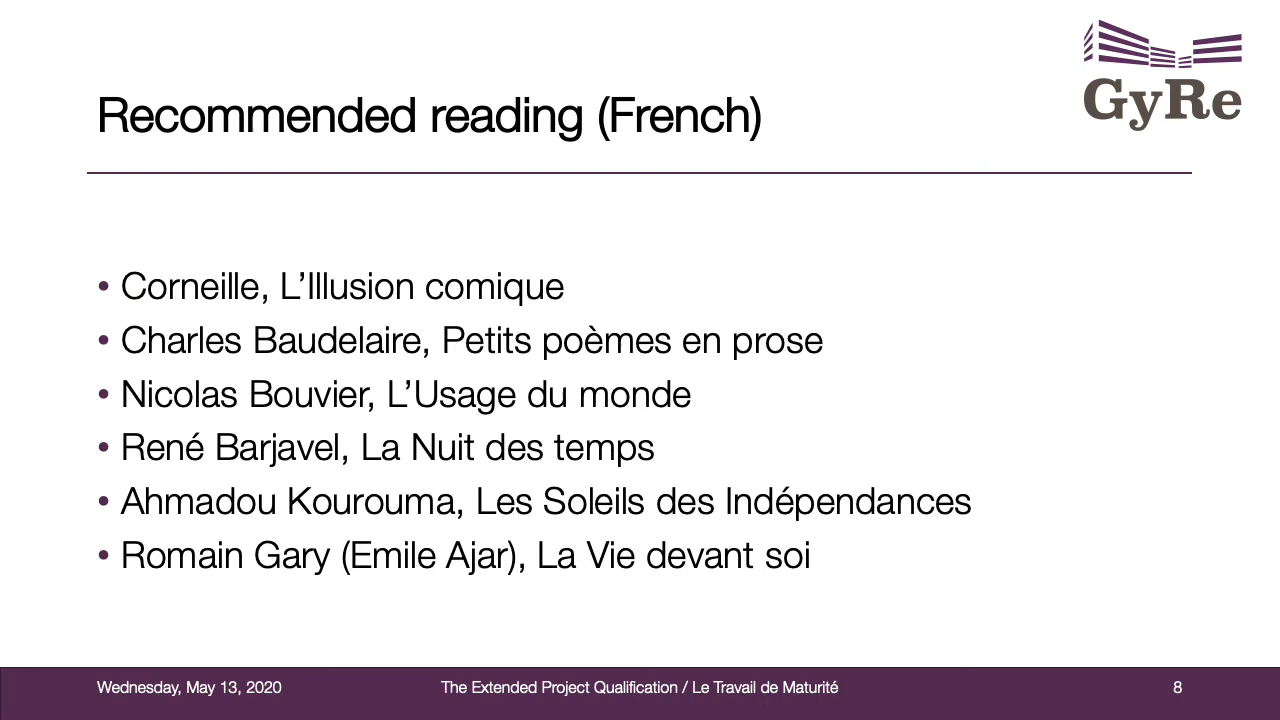 GyRe
Recommended reading (French)
• Corneille, L’Illusion comique
• Charles Baudelaire, Petits poèmes en prose
• Nicolas Bouvier, L’Usage du monde
• René Barjavel, La Nuit des temps
• Ahmadou Kourouma, Les Soleils des Indépendances
• Romain Gary (Emile Ajar), La Vie devant soi
Wednesday, May 13, 2020
The Extended Project Qualification / Le Travail de Maturité
8